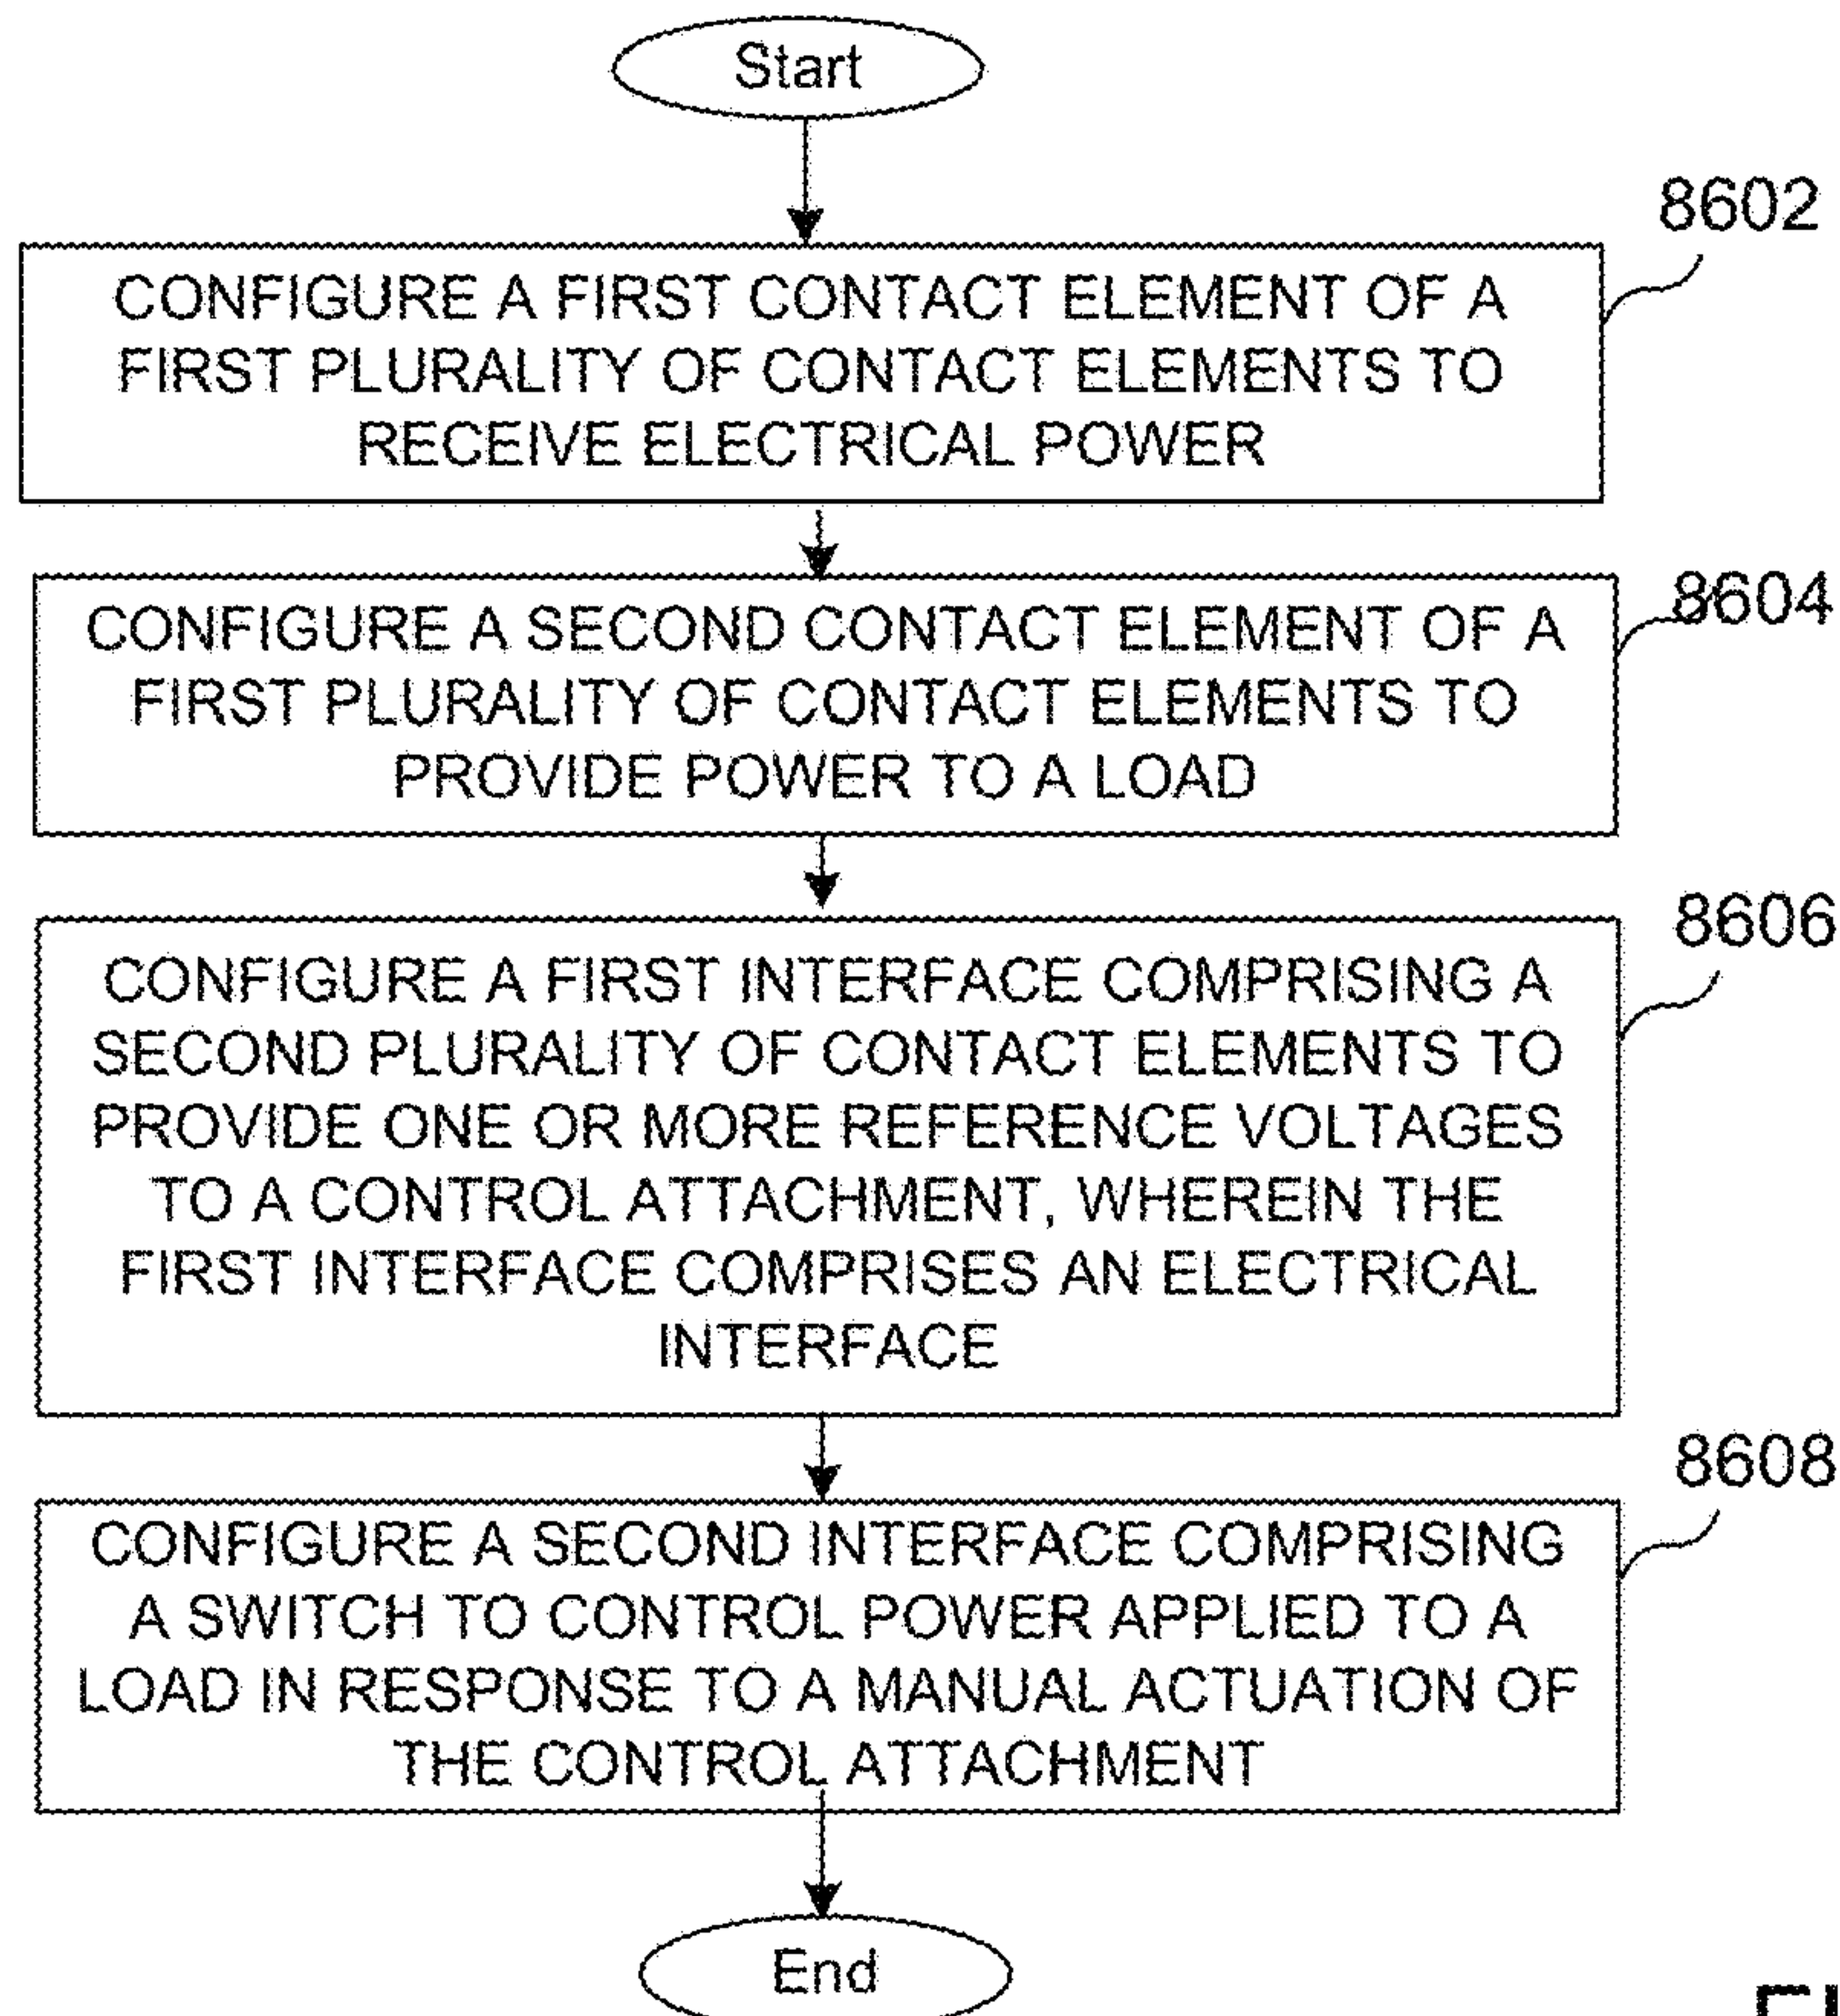 Start
8602
CONFIGURE A FIRST CONTACT ELEMENT OF A
FIRST PLURALITY OF CONTACT ELEMENTS TO
RECEIVE ELECTRICAL POWER
8604
CONFIGURE A SECOND CONTACT ELEMENT OF A
FIRST PLURALITY OF CONTACT ELEMENTS TO
PROVIDE POWER TO A LOAD
8606
CONFIGURE A FIRST INTERFACE COMPRISING A
SECOND PLURALITY OF CONTACT ELEMENTS TO
PROVIDE ONE OR MORE REFERENCE VOLTAGES
TO A CONTROL ATTACHMENT, WHEREIN THE
FIRST INTERFACE COMPRISES AN ELECTRICAL
INTERFACE
8608
CONFIGURE A SECOND INTERFACE COMPRISING
A SWITCH TO CONTROL POWER APPLIED TO A
LOAD IN RESPONSE TO A MANUAL ACTUATION OF
THE CONTROL ATTACHMENT
End